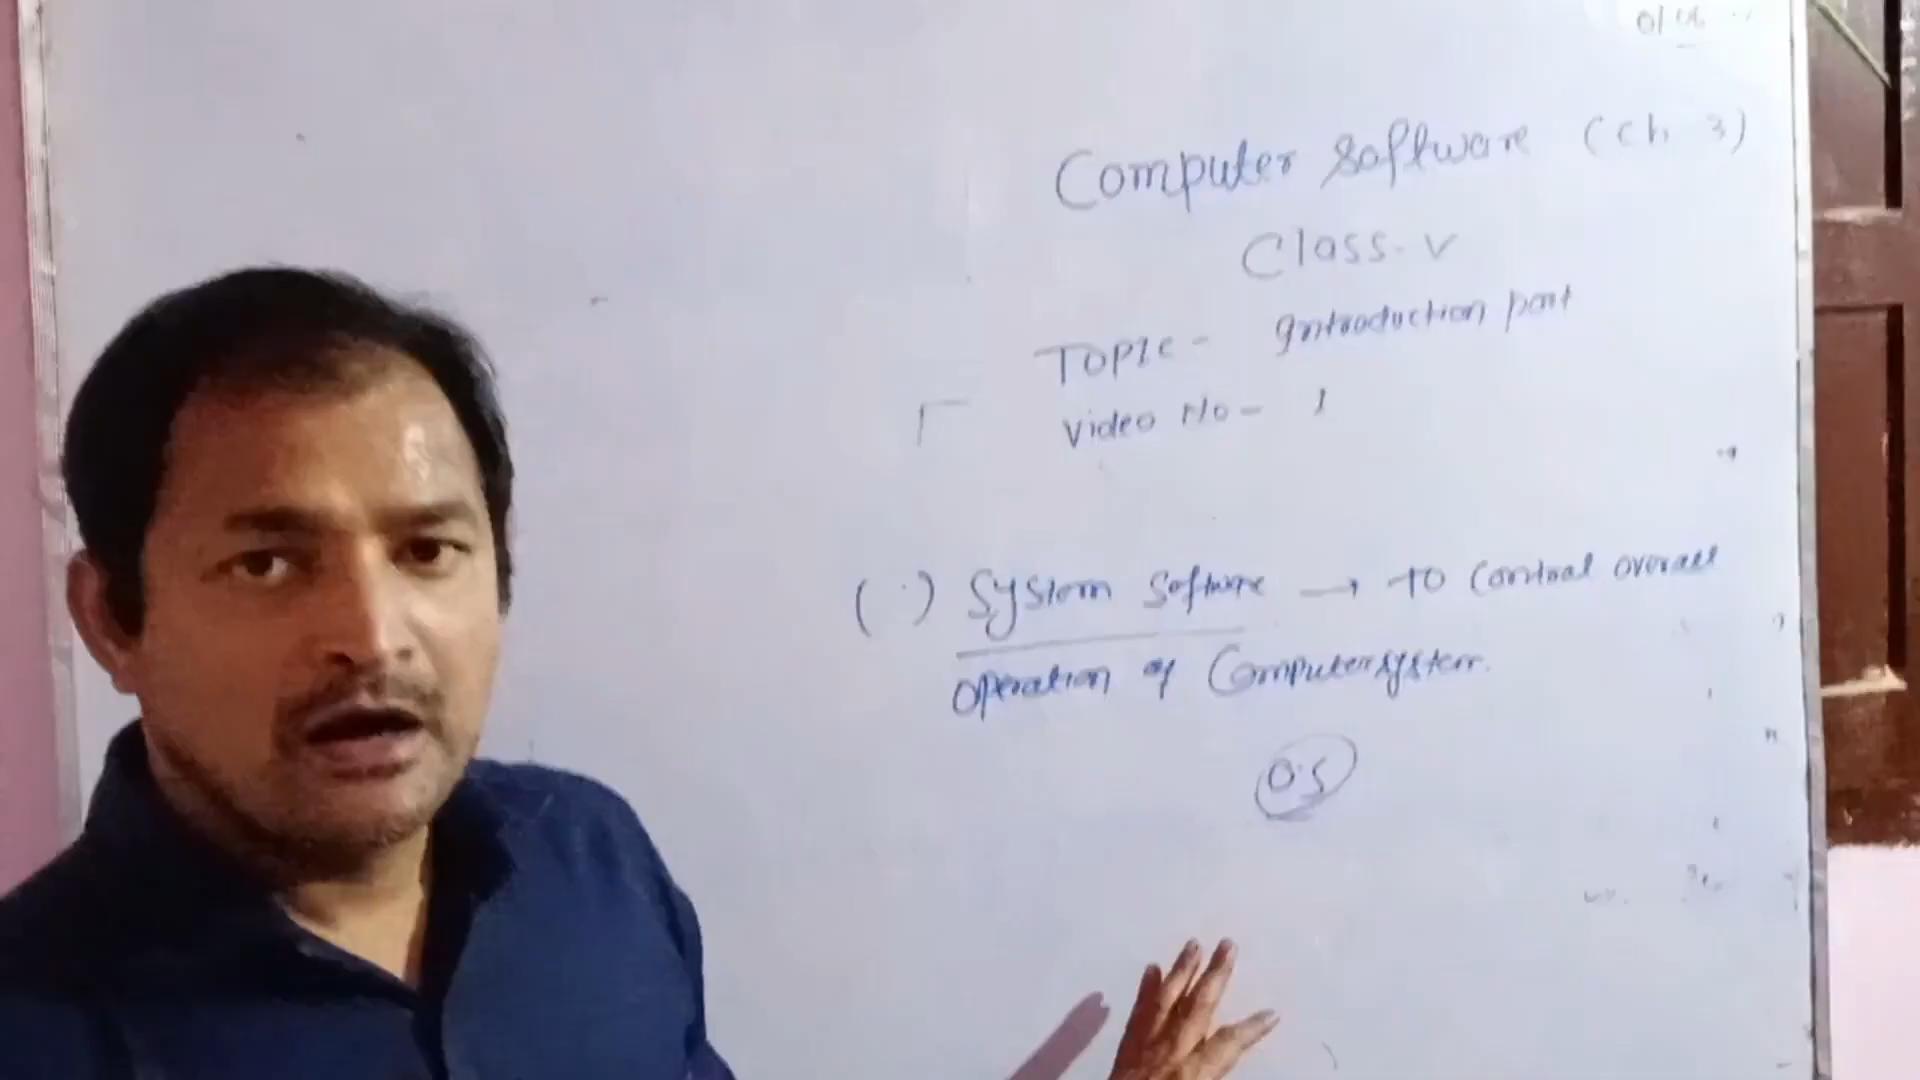 Computer Software (Ch 3)
Class-V
TOPIC - Introduction part
Video No - 1
(.) System Software → TO Control overall
operation of Computer system.
O.S